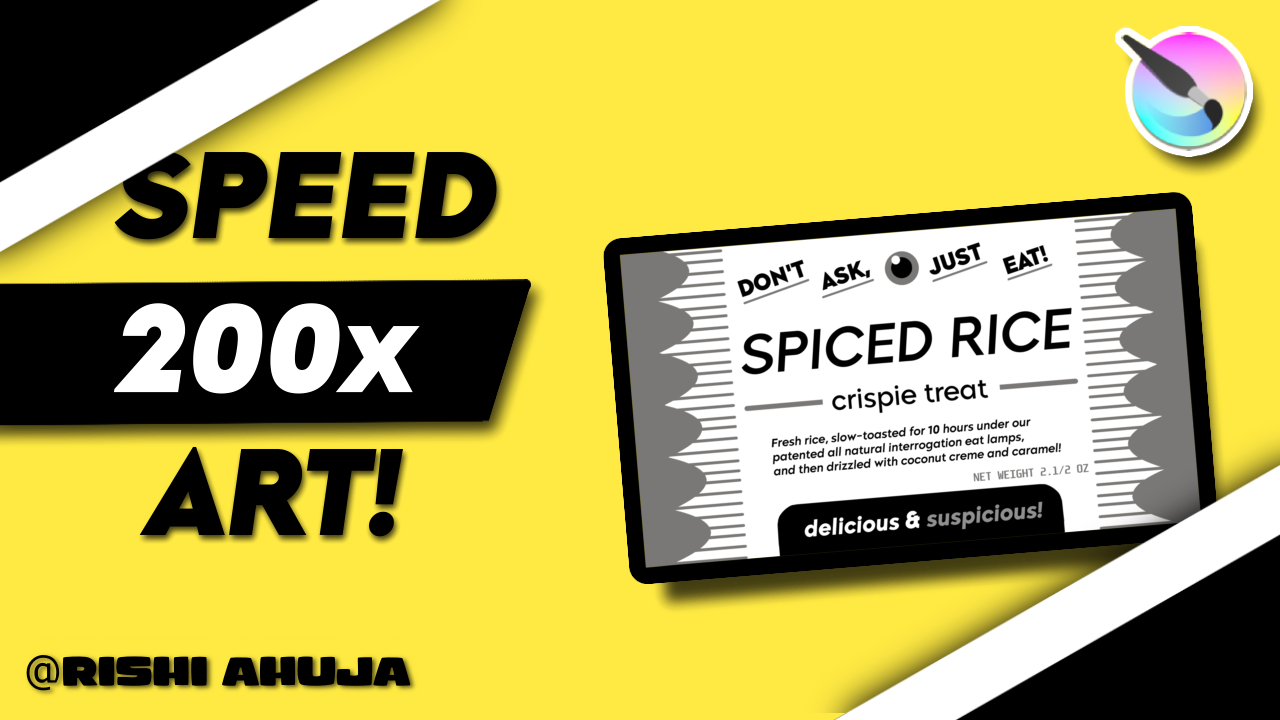 SPEED
200x
ART!
DON'T ASK, JUST EAT!
SPICED RICE
crispie treat
Fresh rice, slow-toasted for 10 hours under our
patented all natural interrogation eat lamps,
and then drizzled with coconut creme and caramel!
NET WEIGHT 2.1/2 OZ
delicious & suspicious!
@RISHI AHUJA